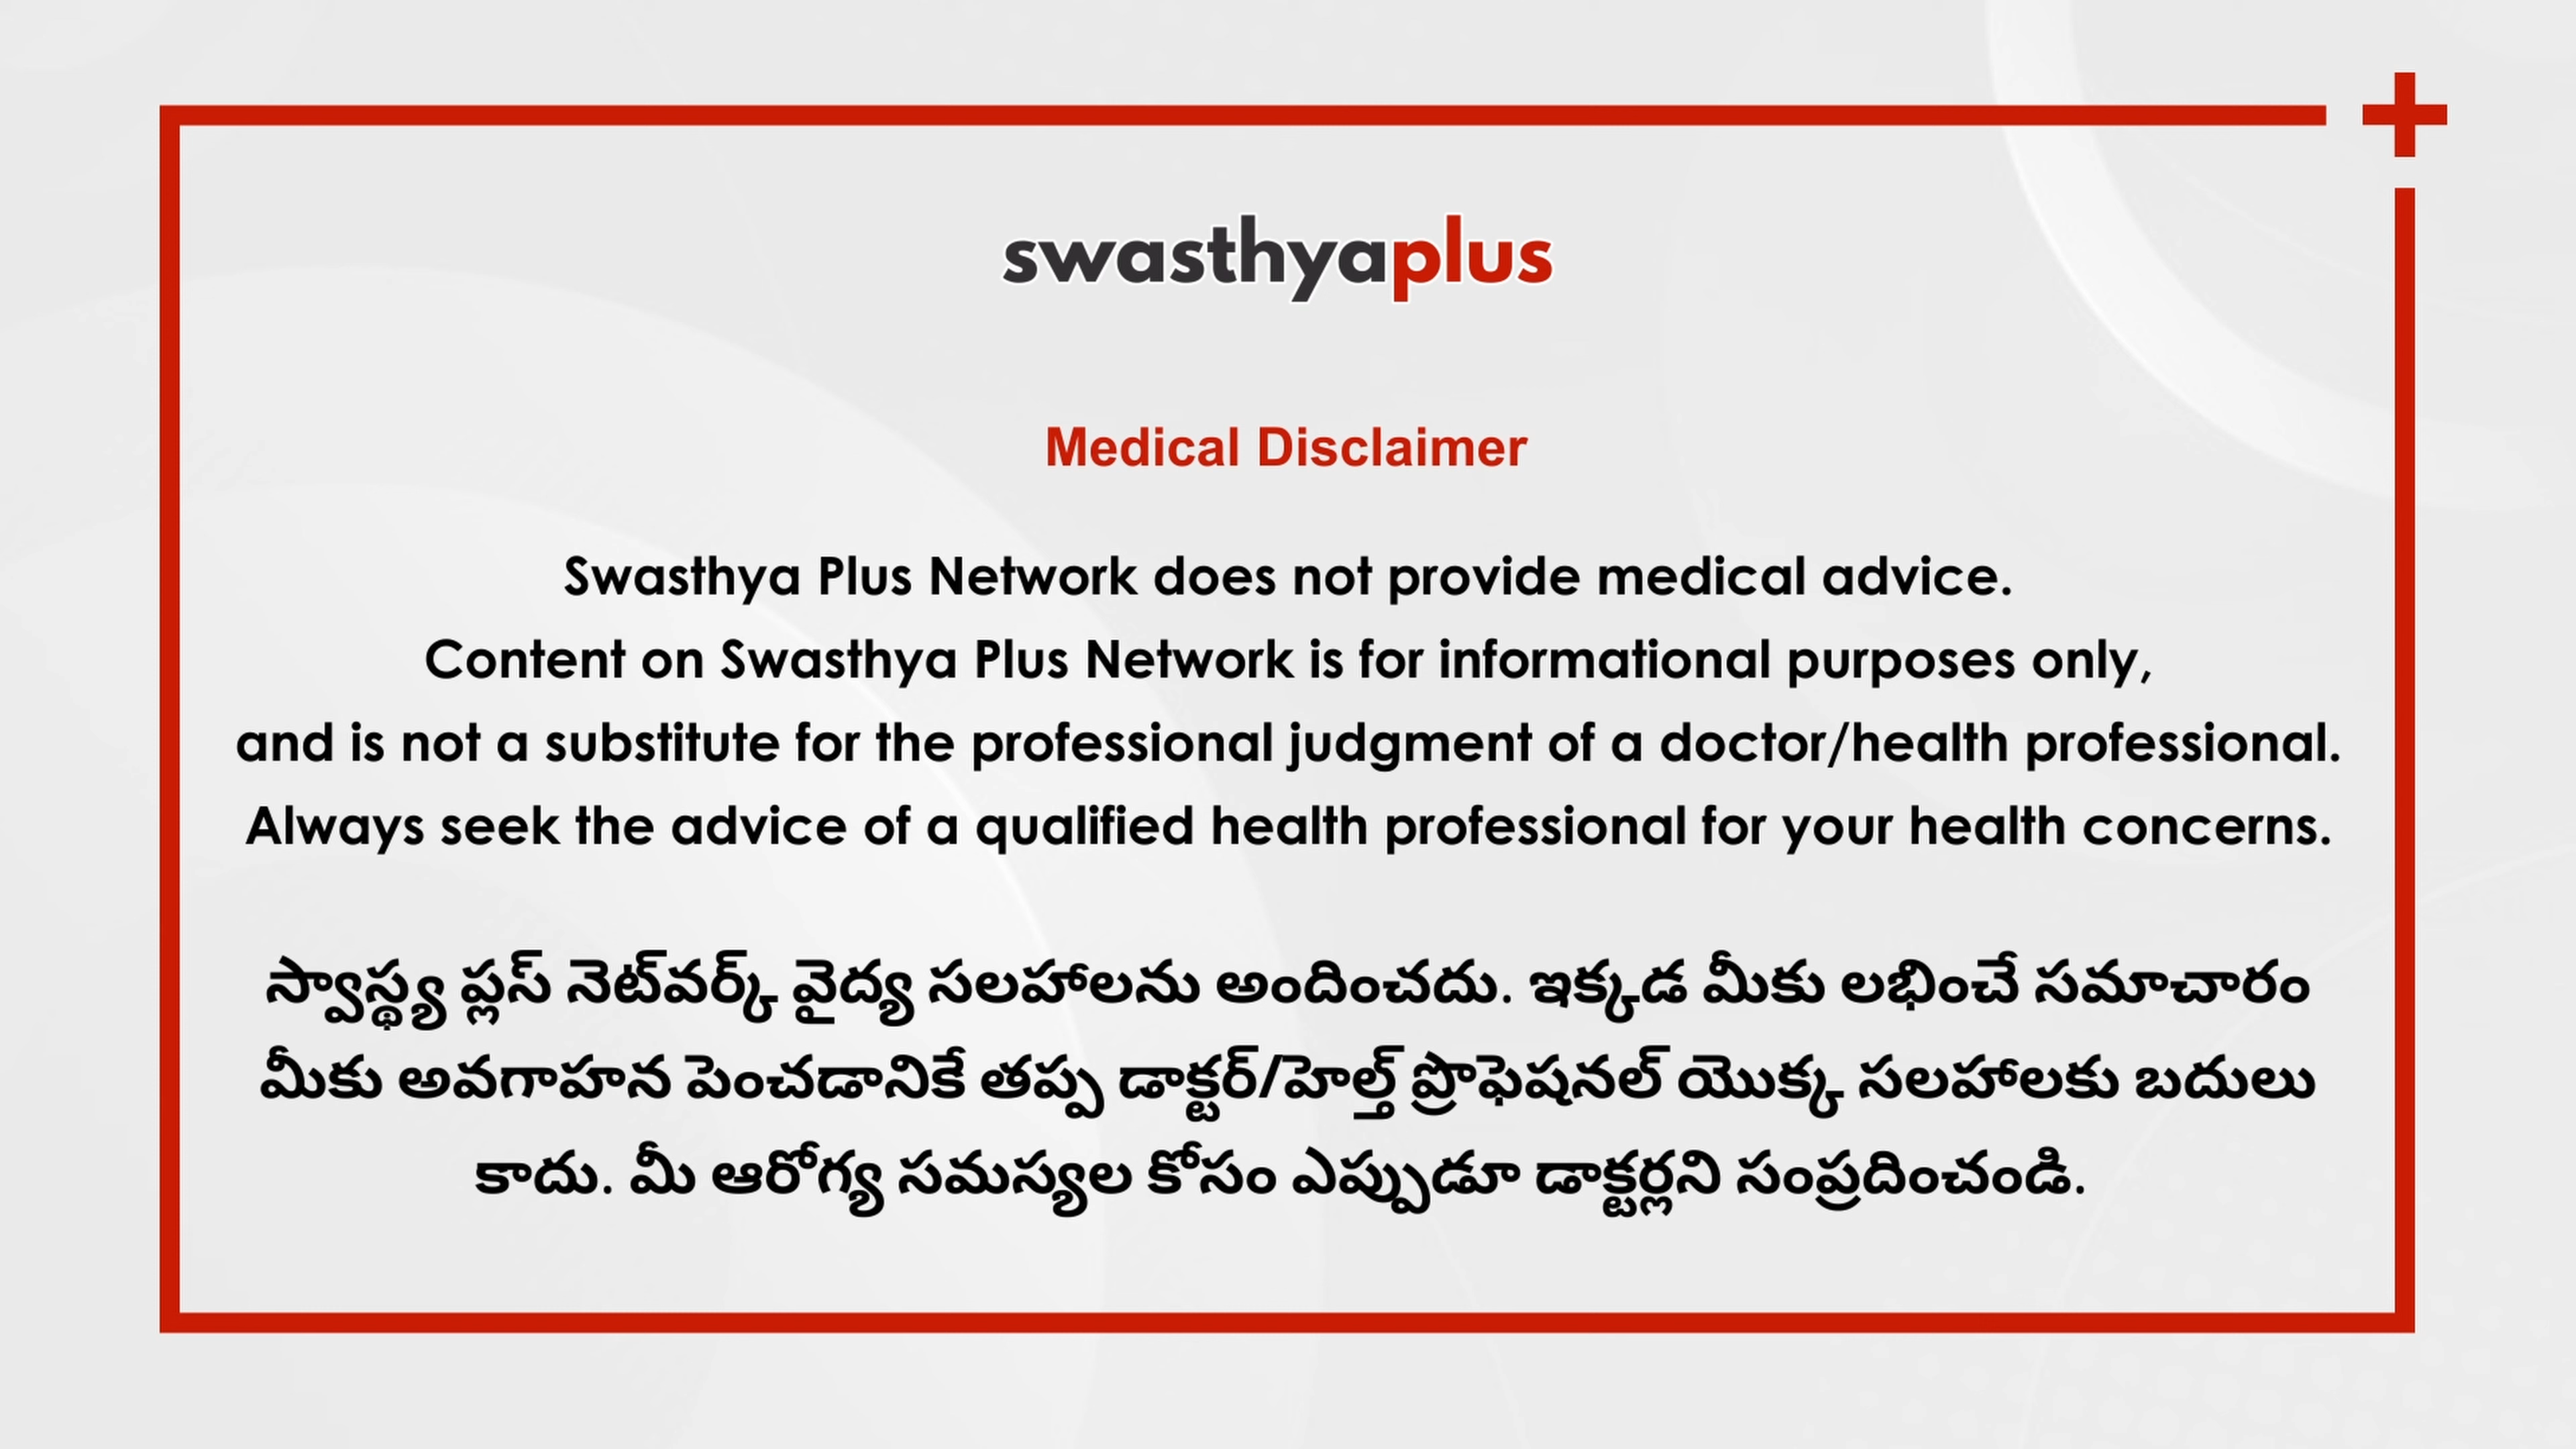 swasthyaplus
Medical Disclaimer
Swasthya Plus Network does not provide medical advice.
Content on Swasthya Plus Network is for informational purposes only,
and is not a substitute for the professional judgment of a doctor/health professional.
Always seek the advice of a qualified health professional for your health concerns.
స్వాస్థ్య ప్లస్ నెట్‌వర్క్ వైద్య సలహాలను అందించదు. ఇక్కడ మీకు లభించే సమాచారం
మీకు అవగాహన పెంచడానికే తప్ప డాక్టర్/హెల్త్ ప్రొఫెషనల్ యొక్క సలహాలకు బదులు
కాదు. మీ ఆరోగ్య సమస్యల కోసం ఎప్పుడూ డాక్టర్లని సంప్రదించండి.